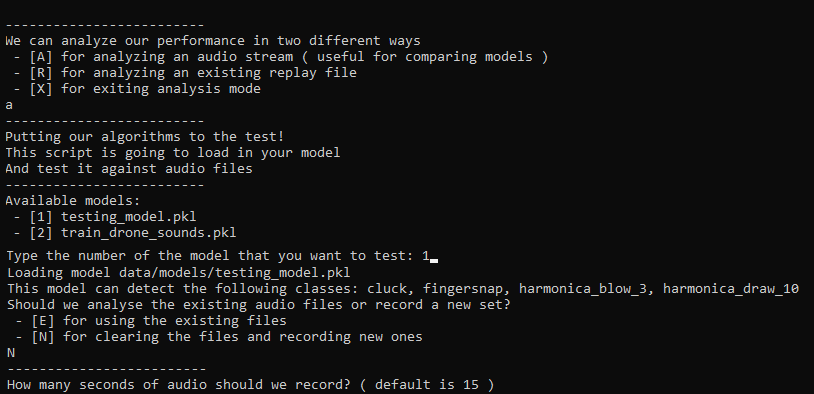 -------------------------
We can analyze our performance in two different ways
- [A] for analyzing an audio stream ( useful for comparing models )
- [R] for analyzing an existing replay file
- [X] for exiting analysis mode
a
-------------------------
Putting our algorithms to the test!
This script is going to load in your model
And test it against audio files
-------------------------
Available models:
- [1] testing_model.pkl
- [2] train_drone_sounds.pkl
Type the number of the model that you want to test: 1
Loading model data/models/testing_model.pkl
This model can detect the following classes: cluck, fingersnap, harmonica_blow_3, harmonica_draw_10
Should we analyse the existing audio files or record a new set?
- [E] for using the existing files
- [N] for clearing the files and recording new ones
N
-------------------------
How many seconds of audio should we record? ( default is 15 )